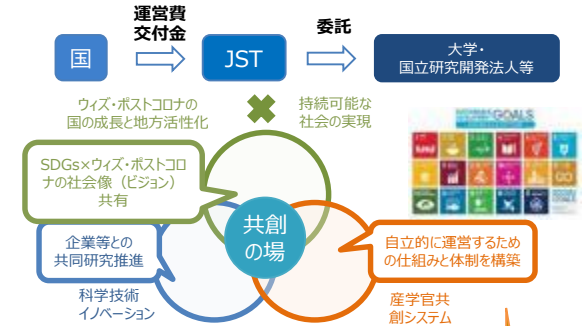 運営費
交付金
委託
国
JST
大学・
国立研究開発法人等
ウィズ・ポストコロナの
国の成長と地方活性化
持続可能な
社会の実現
GOALS
SDGs×ウィズ・ポストコロ
ナの社会像（ビジョン）
共有
共創
の場
企業等との
共同研究推進
自立的に運営するため
の仕組みと体制を構築
科学技術
イノベーション
産学官共
創システム